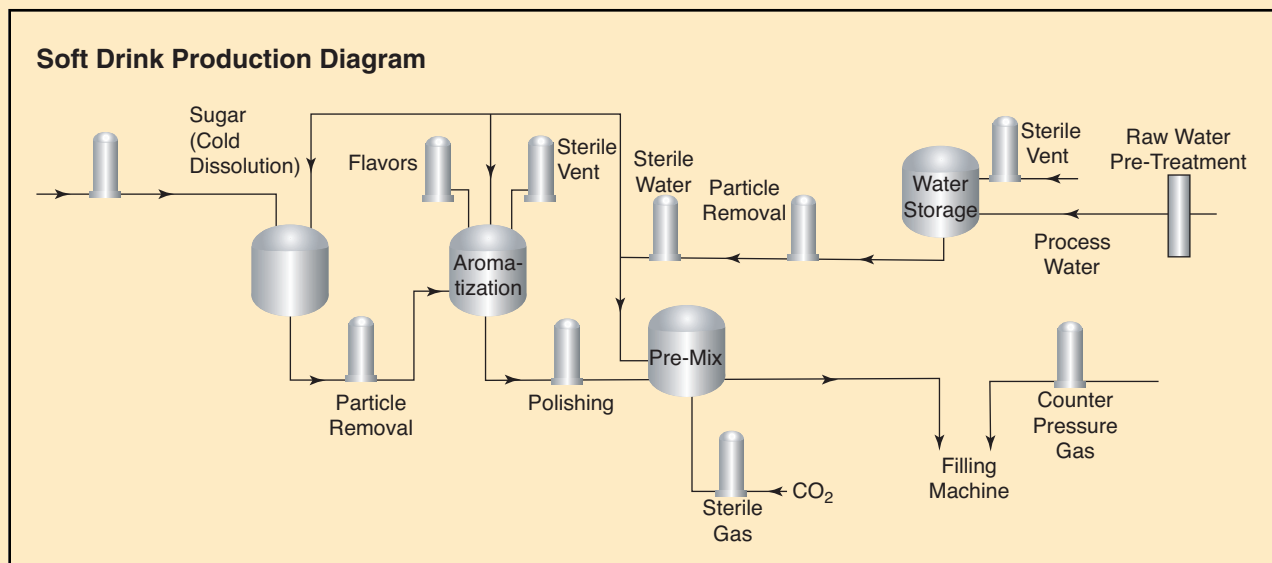 Soft Drink Production Diagram
Sugar
(Cold
Dissolution)
Flavors
Sterile
Vent
Sterile
Water
Particle
Removal
Water
Storage
Sterile
Vent
Raw Water
Pre-Treatment
Process
Water
Aroma-
tization
Particle
Removal
Polishing
Pre-Mix
Sterile
Gas
CO₂
Filling
Machine
Counter
Pressure
Gas